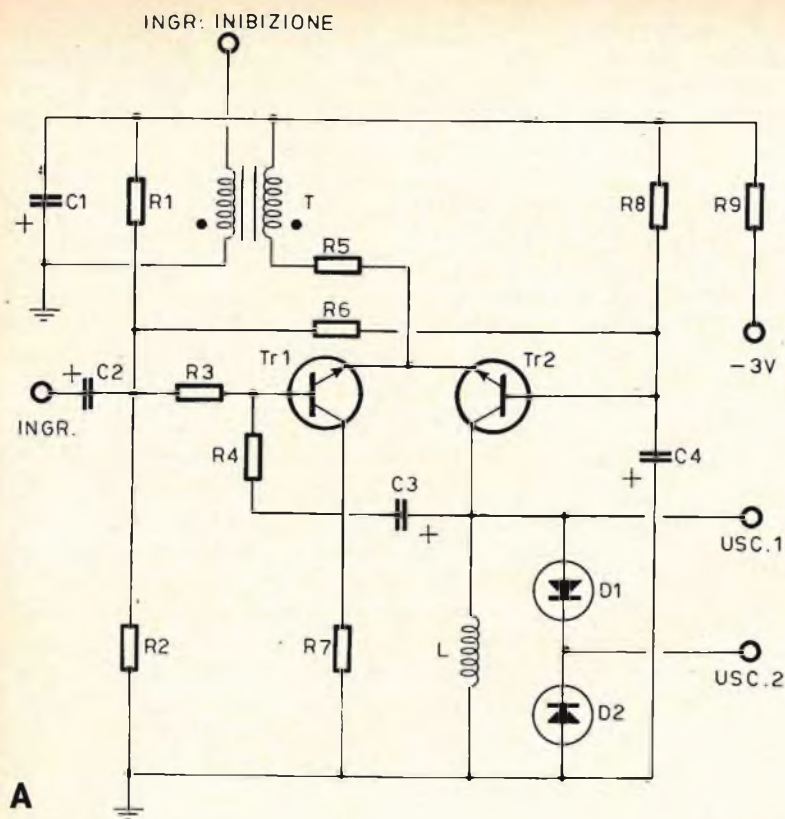 INGR: INIBIZIONE
C1
+
R1
T
R5
R8
R9
R6
Tr1
Tr2
-3V
+
C2
R3
INGR.
R4
C3
+
C4
+
USC.1
D1
R2
R7
L
USC.2
D2
A